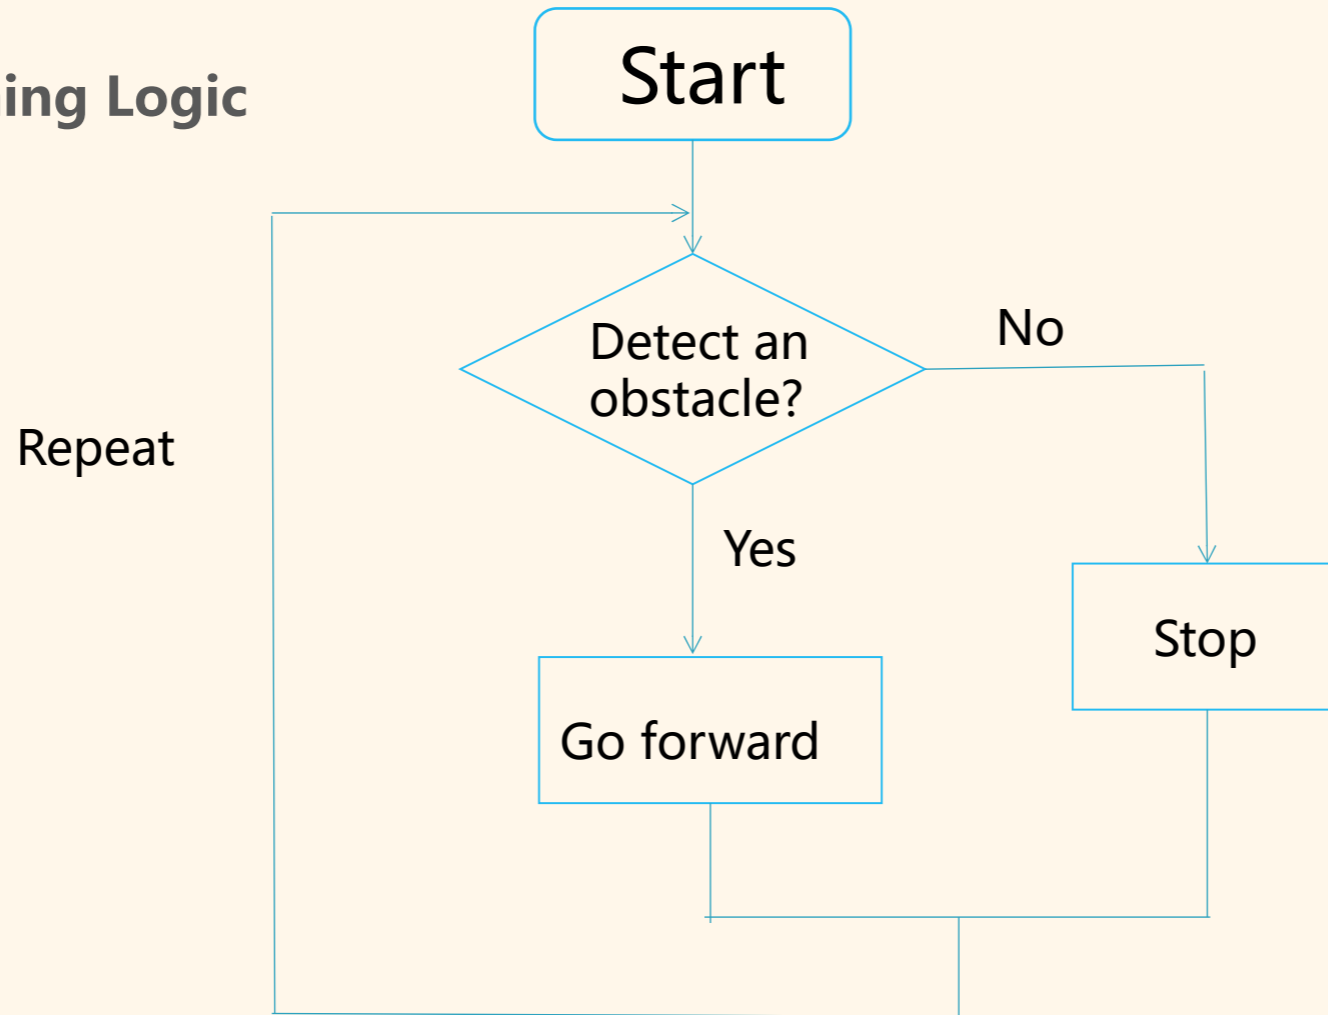 Start
ing Logic
No
Detect an
obstacle?
Repeat
Yes
Stop
Go forward